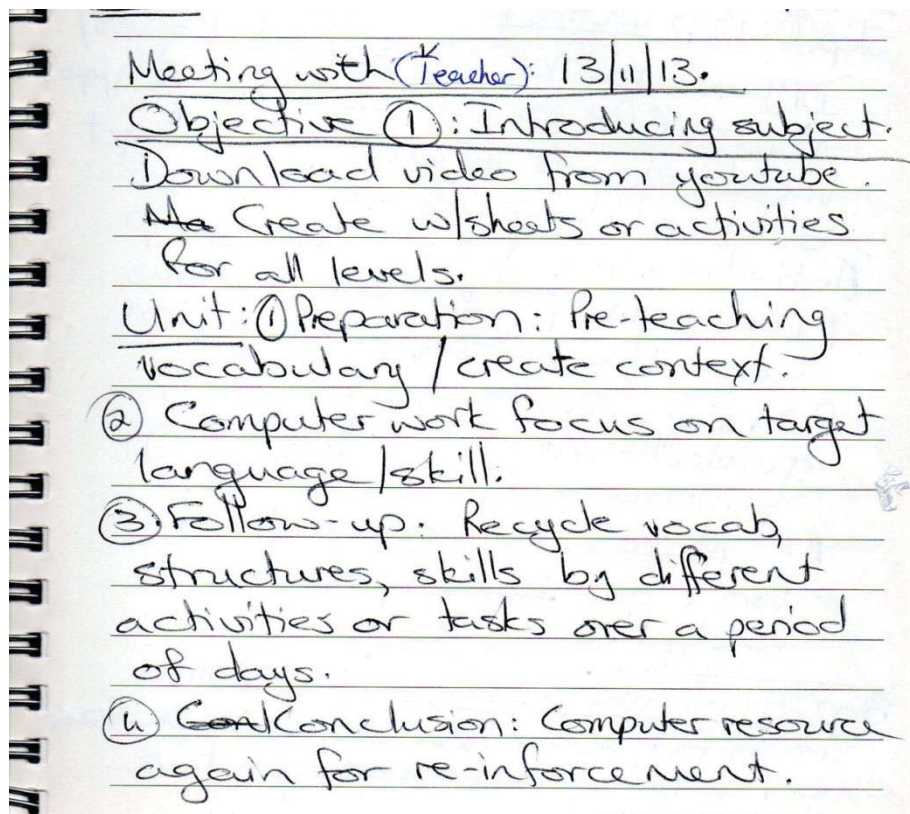 Meeting with (Teacher): 13/11/13.
Objective ①: Introducing subject.
Download video from youtube.
Create w/sheets or activities
for all levels.
Unit: ① Preparation: Pre-teaching
vocabulary / create context.
② Computer work focus on target
language / skill.
③. Follow-up. Recycle vocab,
structures, skills by different
activities or tasks over a period
of days.
④ Conclusion: Computer resource
again for re-inforcement.